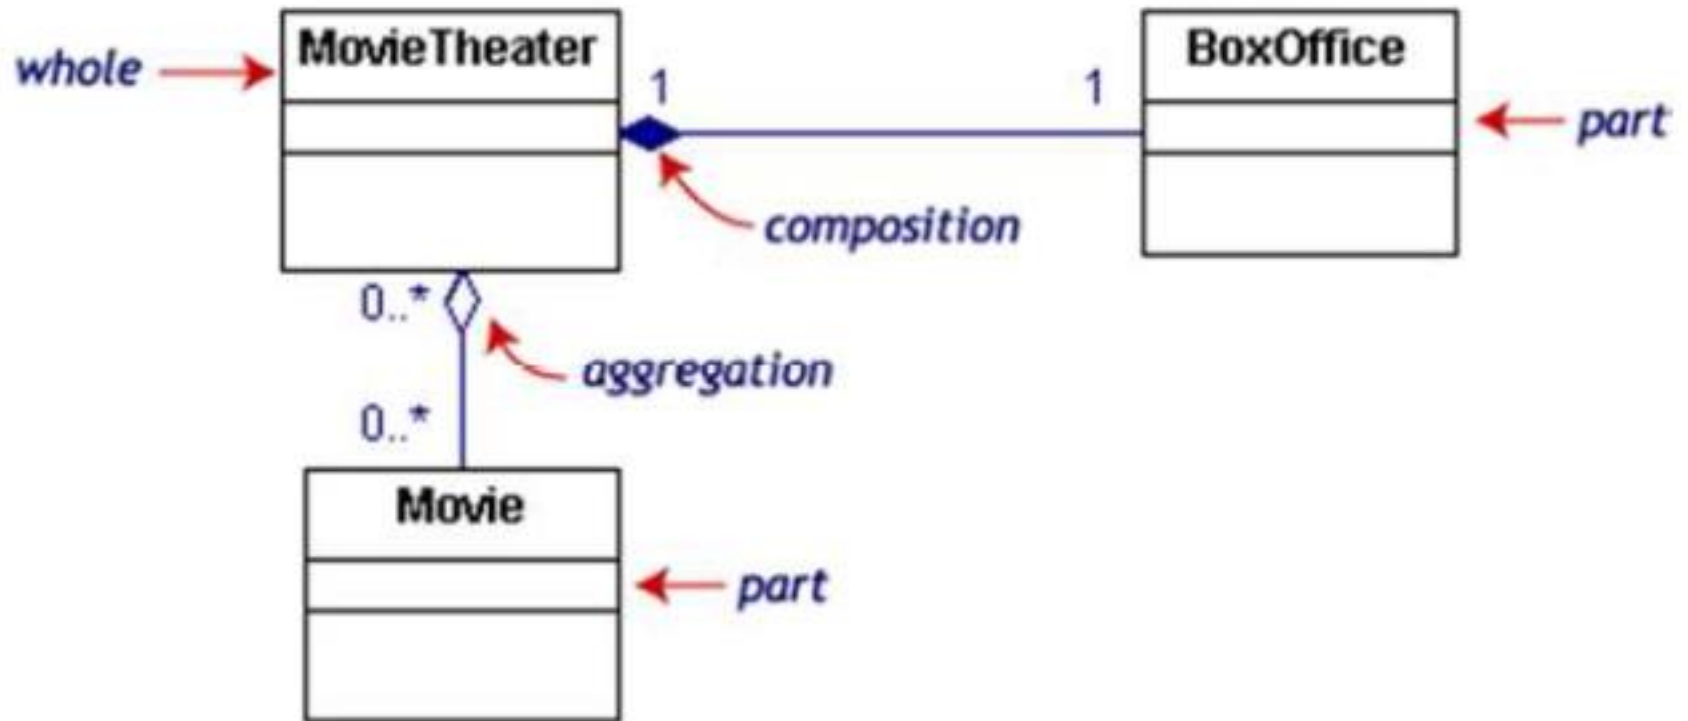 MovieTheater
BoxOffice
whole
1
1
part
composition
0..*
aggregation
0..*
Movie
part